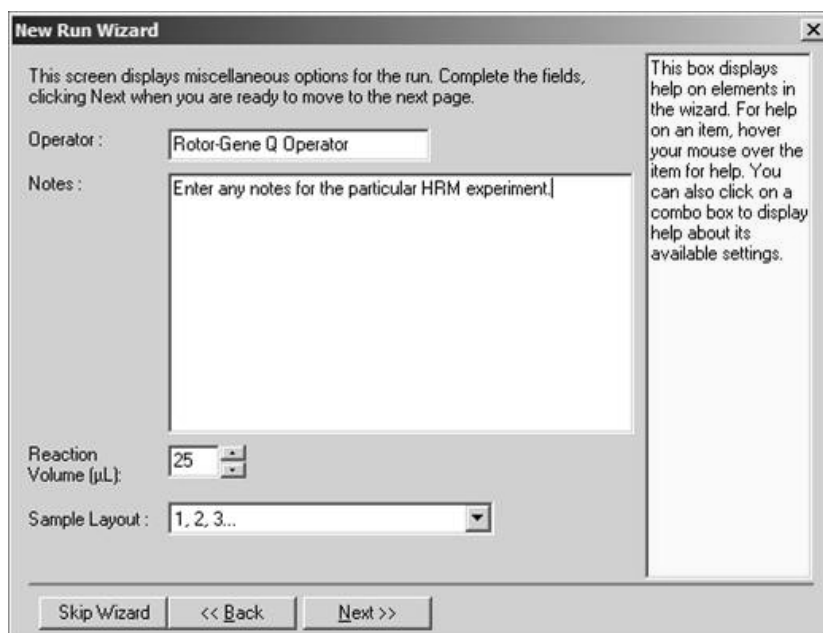 New Run Wizard
This screen displays miscellaneous options for the run. Complete the fields,
clicking Next when you are ready to move to the next page.
Operator :
Rotor-Gene Q Operator
Notes :
Enter any notes for the particular HRM experiment.
Reaction
Volume (µL):
25
Sample Layout :
1, 2, 3...
This box displays
help on elements in
the wizard. For help
on an item, hover
your mouse over the
item for help. You
can also click on a
combo box to display
help about its
available settings.
Skip Wizard
<< Back
Next >>